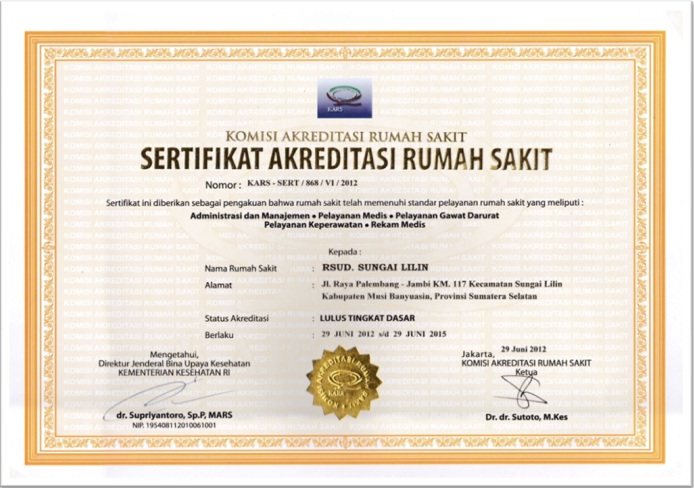 KARS
KOMISI AKREDITASI RUMAH SAKIT
SERTIFIKAT AKREDITASI RUMAH SAKIT
Nomor : KARS - SERT / 868 / VI / 2012
Sertifikat ini diberikan sebagai pengakuan bahwa rumah sakit telah memenuhi standar pelayanan rumah sakit yang meliputi :
Administrasi dan Manajemen • Pelayanan Medis • Pelayanan Gawat Darurat
Pelayanan Keperawatan • Rekam Medis
Kepada :
Nama Rumah Sakit : RSUD. SUNGAI LILIN
Alamat : Jl. Raya Palembang - Jambi KM. 117 Kecamatan Sungai Lilin
Kabupaten Musi Banyuasin, Provinsi Sumatera Selatan
Status Akreditasi : LULUS TINGKAT DASAR
Berlaku : 29 JUNI 2012 s/d 29 JUNI 2015
Mengetahui,
Direktur Jenderal Bina Upaya Kesehatan
KEMENTERIAN KESEHATAN RI
dr. Supriyantoro, Sp.P, MARS
NIP. 195408112010061001
KARS
Jakarta, 29 Juni 2012
KOMISI AKREDITASI RUMAH SAKIT
Ketua
Dr. dr. Sutoto, M.Kes